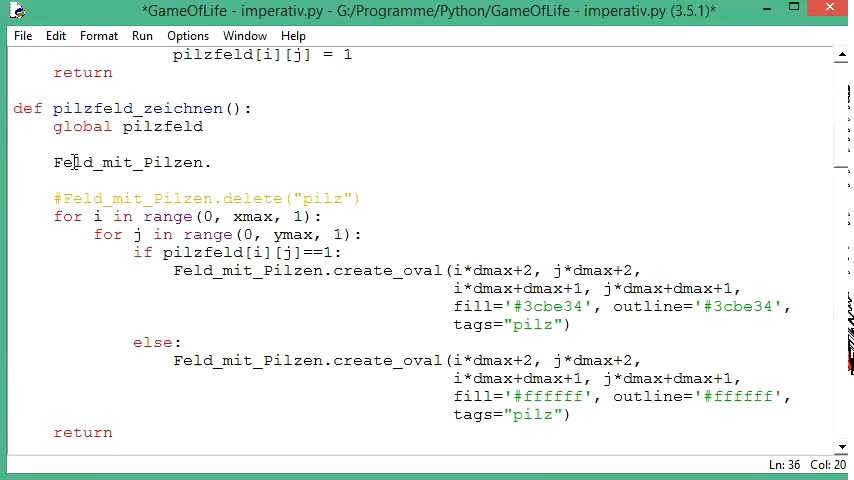 *GameOfLife - imperativ.py - G:/Programme/Python/GameOfLife - imperativ.py (3.5.1)*
File Edit Format Run Options Window Help
pilzfeld[i][j] = 1
return
def pilzfeld_zeichnen():
global pilzfeld
Feld_mit_Pilzen.
#Feld_mit_Pilzen.delete("pilz")
for i in range(0, xmax, 1):
for j in range(0, ymax, 1):
if pilzfeld[i][j]==1:
Feld_mit_Pilzen.create_oval(i*dmax+2, j*dmax+2,
i*dmax+dmax+1, j*dmax+dmax+1,
fill='#3cbe34', outline='#3cbe34',
tags="pilz")
else:
Feld_mit_Pilzen.create_oval(i*dmax+2, j*dmax+2,
i*dmax+dmax+1, j*dmax+dmax+1,
fill='#ffffff', outline='#ffffff',
tags="pilz")
return
Ln: 36 Col: 20